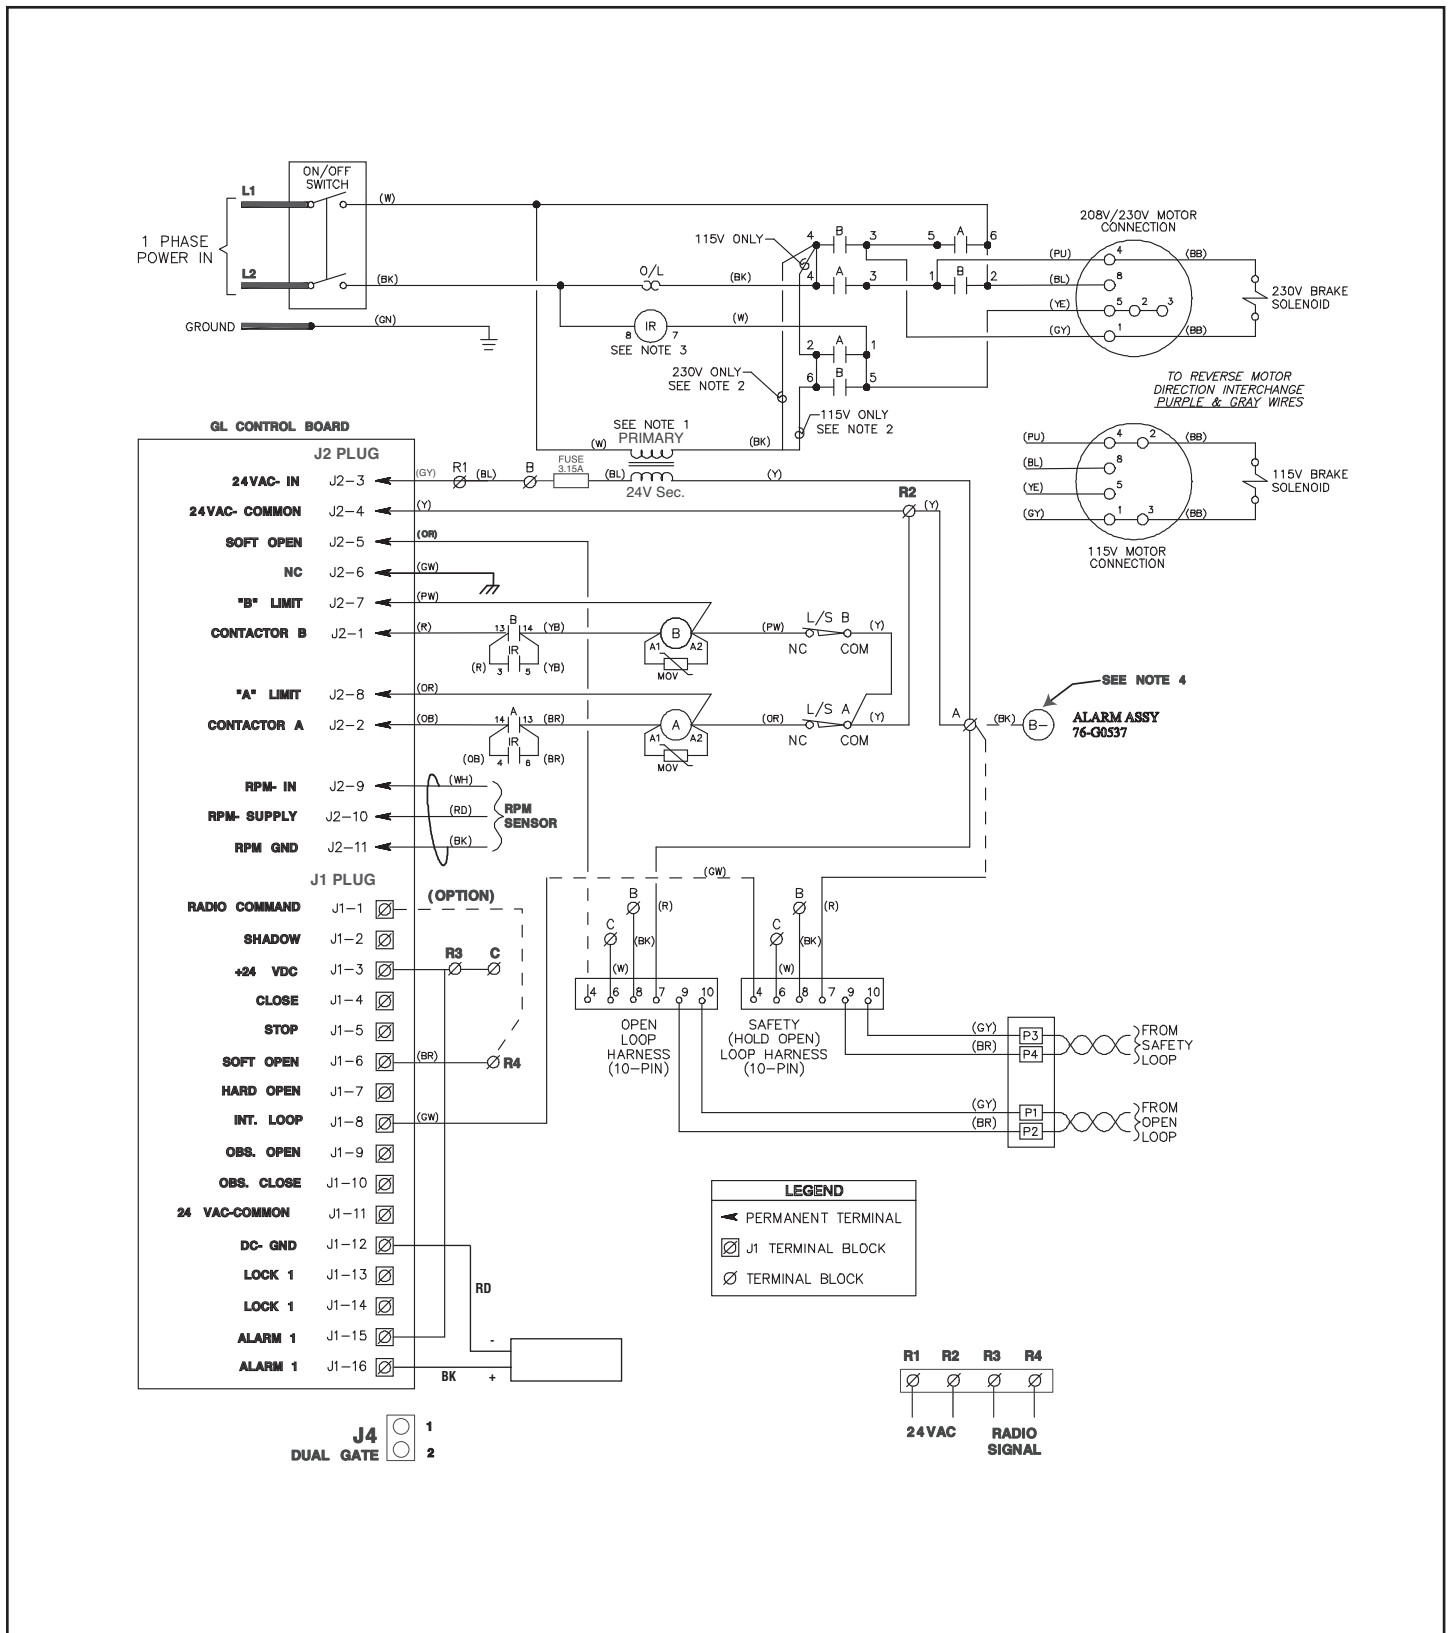 ON/OFF
SWITCH
L1
(W)
1 PHASE
POWER IN
L2
(BK)
GROUND
(GN)
O/L
(BK)
115V ONLY
4 B 3 5 A 6
4 A 3 1 B 2
IR
8 7
SEE NOTE 3
(W)
2 A 1
6 B 5
230V ONLY
SEE NOTE 2
115V ONLY
SEE NOTE 2
208V/230V MOTOR
CONNECTION
(PU) 4 (BB)
(BL) 8
(YE) 5 2 3
(GY) 1 (BB)
230V BRAKE
SOLENOID
TO REVERSE MOTOR
DIRECTION INTERCHANGE
PURPLE & GRAY WIRES
(PU) 4 2 (BB)
(BL) 8
(YE) 5
(GY) 1 3 (BB)
115V BRAKE
SOLENOID
115V MOTOR
CONNECTION
SEE NOTE 1
PRIMARY
(W) (BK)
24V Sec.
GL CONTROL BOARD
J2 PLUG
24VAC- IN J2-3 (GY) R1 (BL) B FUSE 3.15A (BL) (Y)
24VAC- COMMON J2-4 (Y) R2 (Y)
SOFT OPEN J2-5 (OR)
NC J2-6 (GW)
"B" LIMIT J2-7 (PW)
CONTACTOR B J2-1 (R) 13 B 14 (YB) B (PW) L/S B (Y)
(R) 3 IR 5 (YB) A1 A2 MOV NC COM
"A" LIMIT J2-8 (OR)
CONTACTOR A J2-2 (OB) 14 A 13 (BR) A (OR) L/S A (Y)
(OB) 4 IR 6 (BR) A1 A2 MOV NC COM
A (BK) B-
SEE NOTE 4
ALARM ASSY
76-G0537
RPM- IN J2-9 (WH)
RPM- SUPPLY J2-10 (RD)
RPM GND J2-11 (BK)
RPM
SENSOR
J1 PLUG
(OPTION)
RADIO COMMAND J1-1
SHADOW J1-2
+24 VDC J1-3 R3 C
CLOSE J1-4
STOP J1-5
SOFT OPEN J1-6 (BR) R4
HARD OPEN J1-7
INT. LOOP J1-8 (GW)
OBS. OPEN J1-9
OBS. CLOSE J1-10
24 VAC-COMMON J1-11
DC- GND J1-12
LOCK 1 J1-13
LOCK 1 J1-14
ALARM 1 J1-15
ALARM 1 J1-16
RD
-
BK +
(GW)
C (W) B (BK) (R)
4 6 8 7 9 10
OPEN
LOOP
HARNESS
(10-PIN)
C (W) B (BK) (R)
4 6 8 7 9 10
SAFETY
(HOLD OPEN)
LOOP HARNESS
(10-PIN)
(GY) P3
(BR) P4
FROM
SAFETY
LOOP
(GY) P1
(BR) P2
FROM
OPEN
LOOP
LEGEND
PERMANENT TERMINAL
J1 TERMINAL BLOCK
TERMINAL BLOCK
R1 R2 R3 R4
24VAC
RADIO
SIGNAL
J4
DUAL GATE
1
2